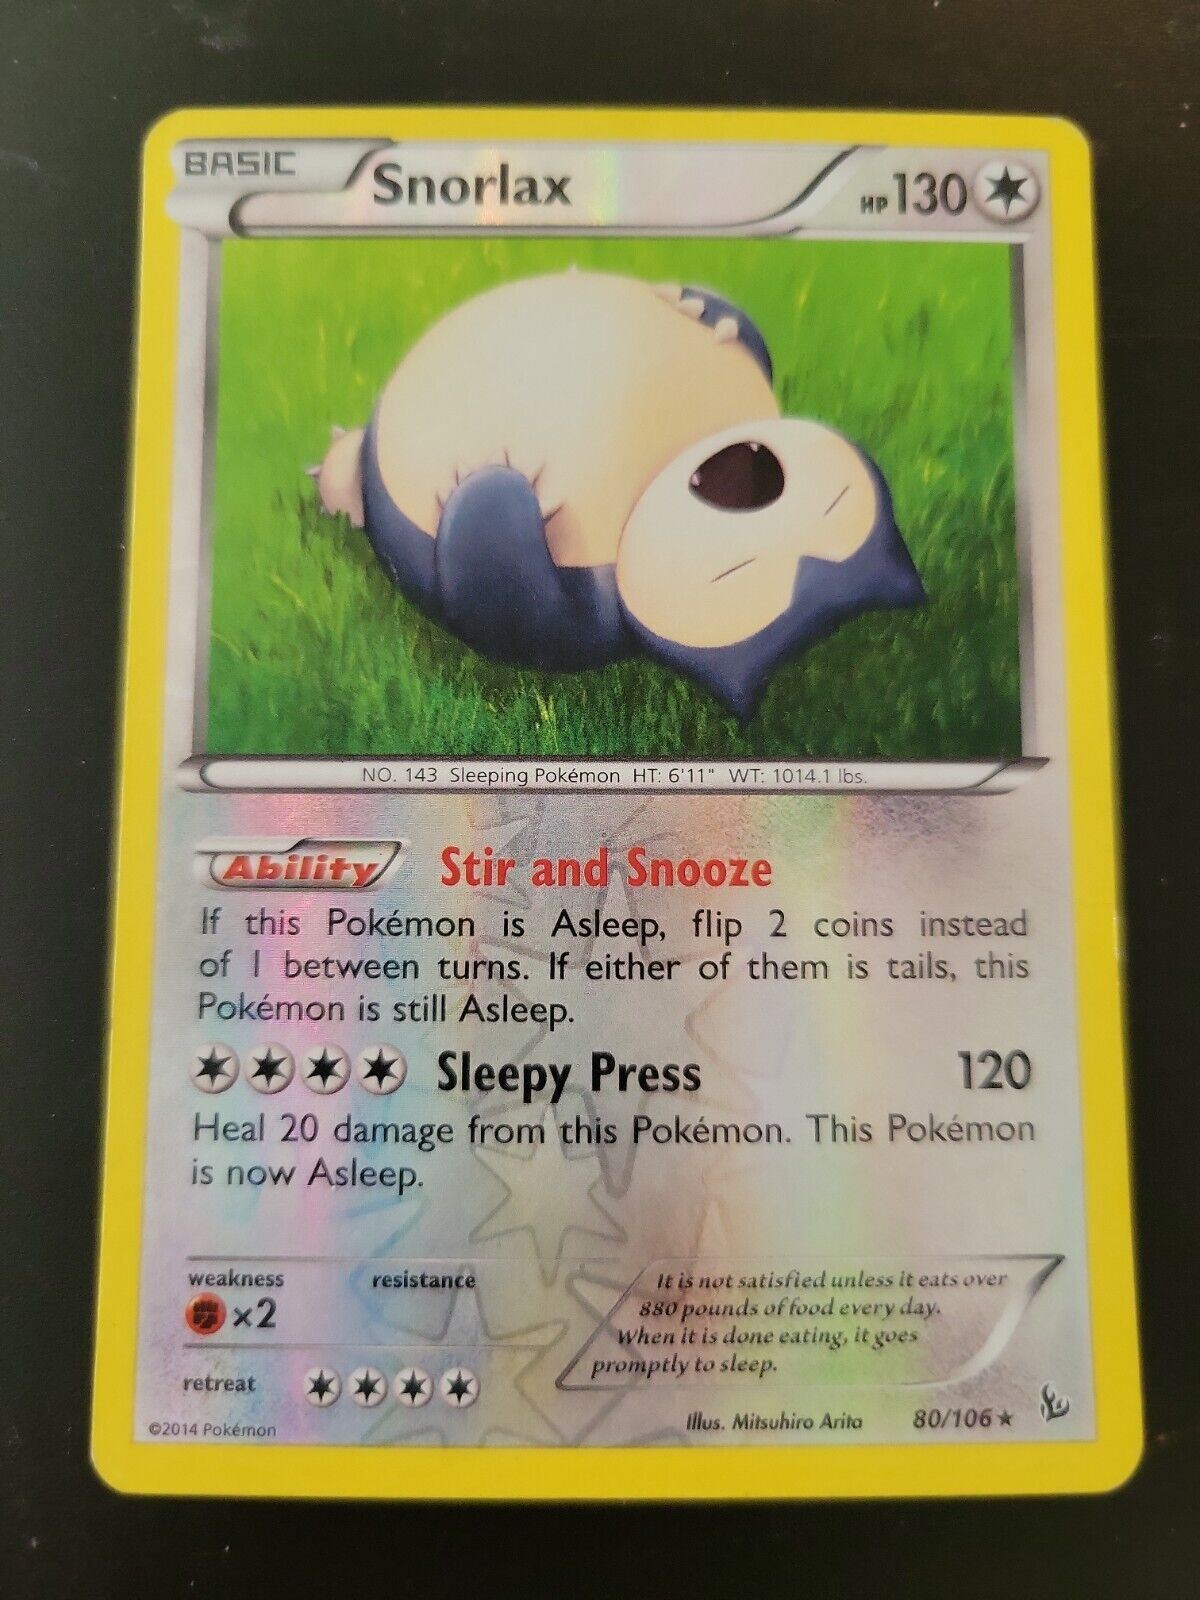 BASIC
Snorlax
HP 130
NO. 143 Sleeping Pokémon HT: 6'11" WT: 1014.1 lbs.
Ability Stir and Snooze
If this Pokémon is Asleep, flip 2 coins instead
of 1 between turns. If either of them is tails, this
Pokémon is still Asleep.
Sleepy Press 120
Heal 20 damage from this Pokémon. This Pokémon
is now Asleep.
weakness resistance
×2
retreat
It is not satisfied unless it eats over
880 pounds of food every day.
When it is done eating, it goes
promptly to sleep.
©2014 Pokémon
Illus. Mitsuhiro Arita 80/106 ★